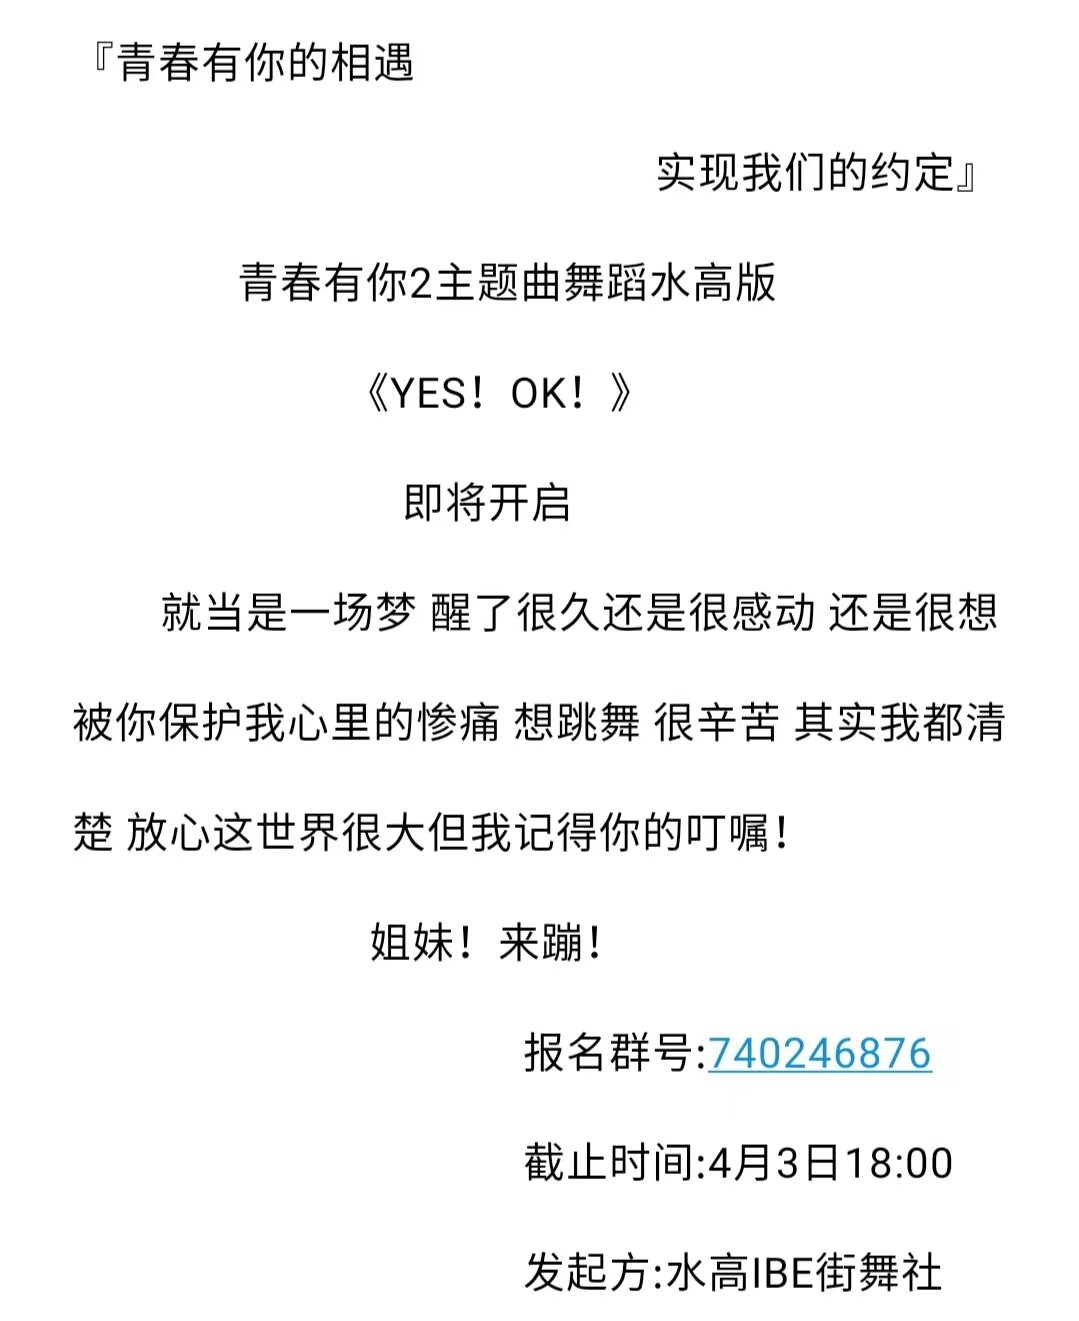 『青春有你的相遇
实现我们的约定』
青春有你2主题曲舞蹈水高版
《YES！OK！》
即将开启
就当是一场梦 醒了很久还是很感动 还是很想
被你保护我心里的惨痛 想跳舞 很辛苦 其实我都清
楚 放心这世界很大但我记得你的叮嘱！
姐妹！来蹦！
报名群号:740246876
截止时间:4月3日18:00
发起方:水高IBE街舞社